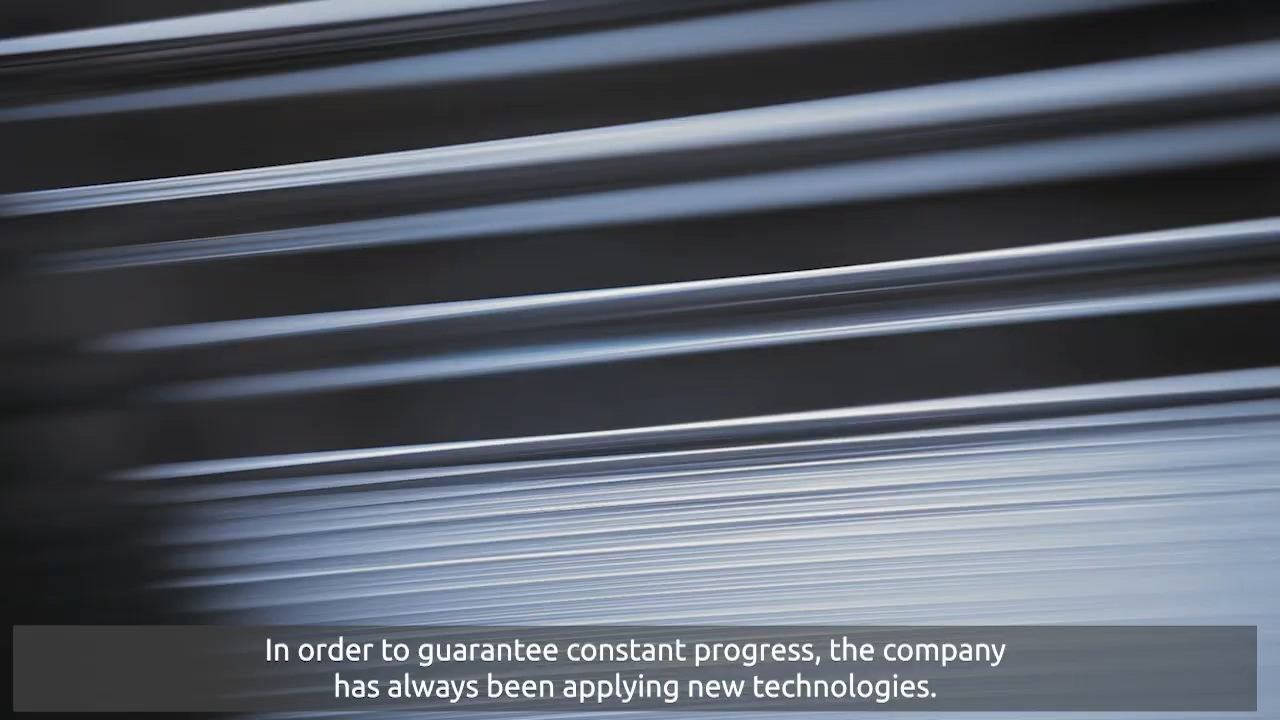 In order to guarantee constant progress, the company
has always been applying new technologies.